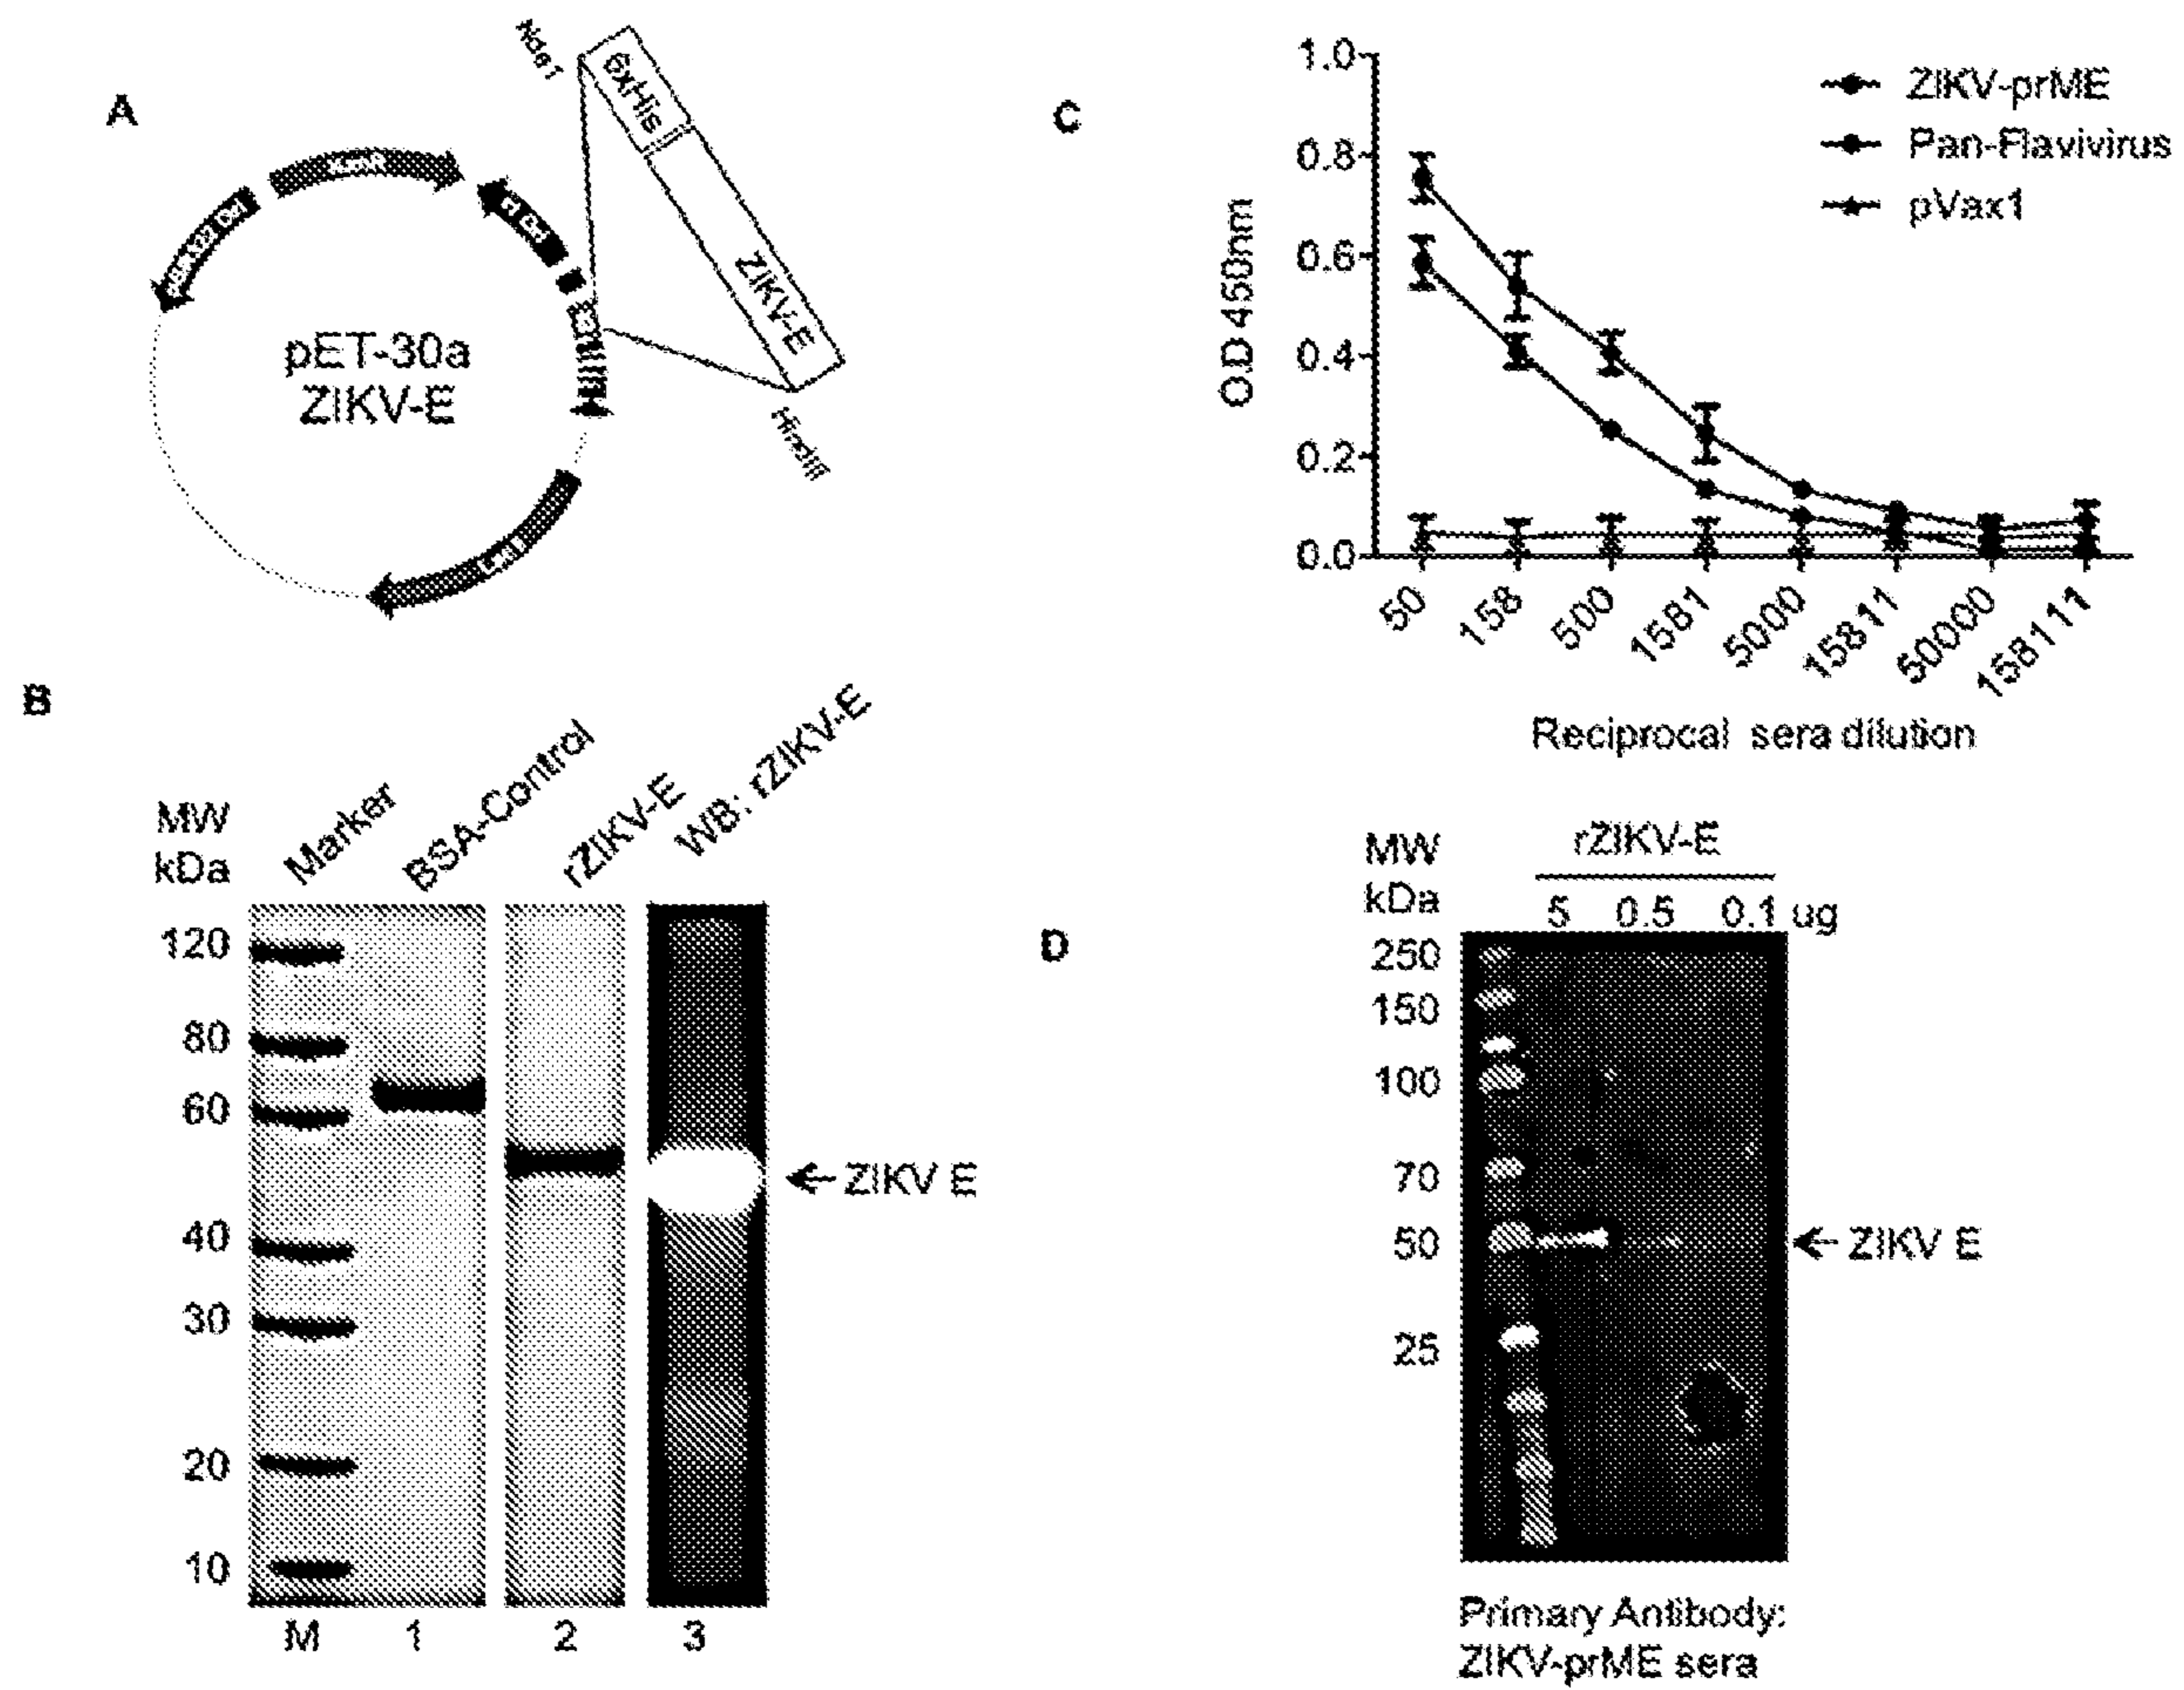 A
Nde1
6xHis
ZIKV-E
HindIII
pET-30a
ZIKV-E
B
MW
kDa
Marker
BSA-Control
rZIKV-E
WB: rZIKV-E
120
80
60
40
30
20
10
ZIKV E
M
1
2
3
C
1.0
0.8
0.6
0.4
0.2
0.0
O.D 450nm
ZIKV-prME
Pan-Flavivirus
pVax1
50
158
500
1581
5000
15811
50000
158111
Reciprocal sera dilution
D
MW
kDa
rZIKV-E
5 0.5 0.1 ug
250
150
100
70
50
25
ZIKV E
Primary Antibody:
ZIKV-prME sera